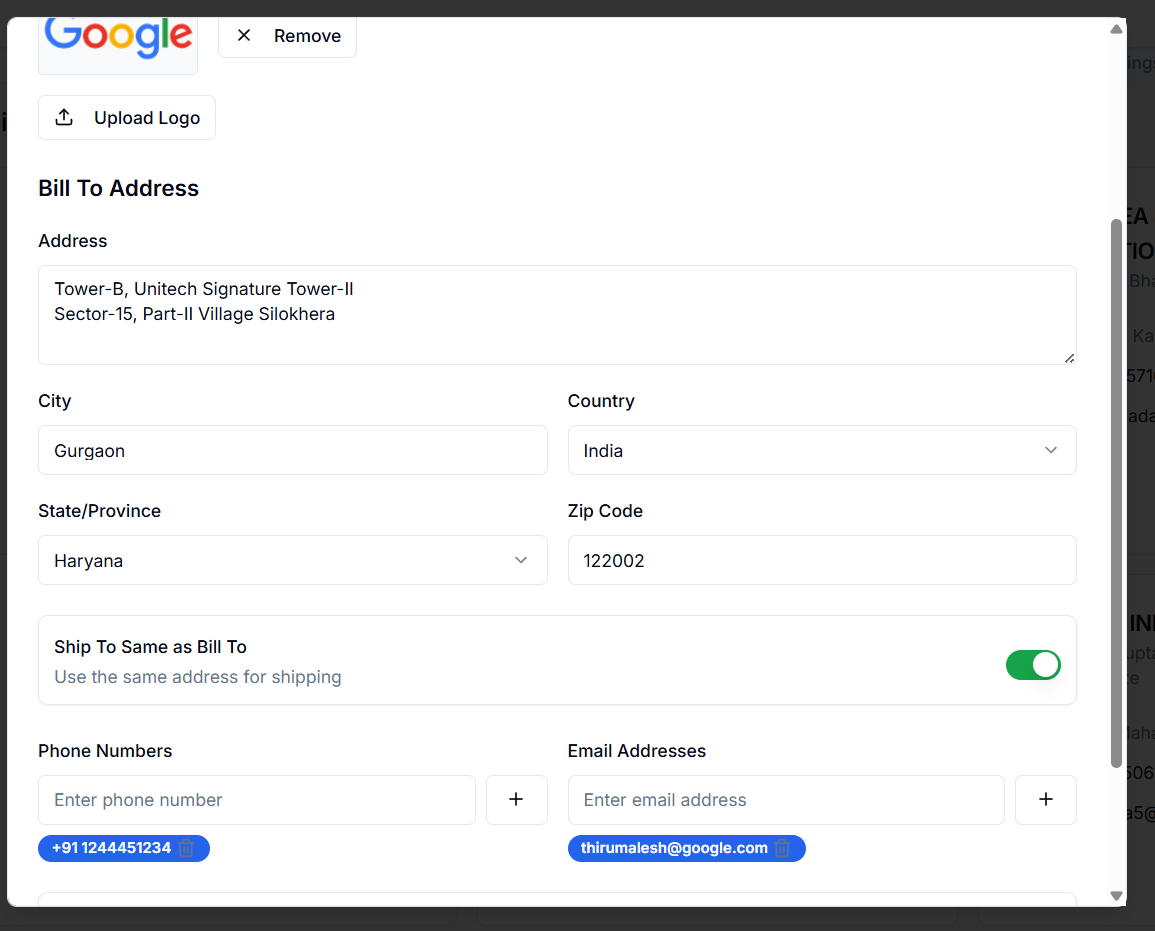 Google
Remove
Upload Logo
Bill To Address
Address
Tower-B, Unitech Signature Tower-II
Sector-15, Part-II Village Silokhera
City
Country
Gurgaon
India
State/Province
Zip Code
Haryana
122002
Ship To Same as Bill To
Use the same address for shipping
Phone Numbers
Email Addresses
Enter phone number
Enter email address
+91 1244451234
thirumalesh@google.com